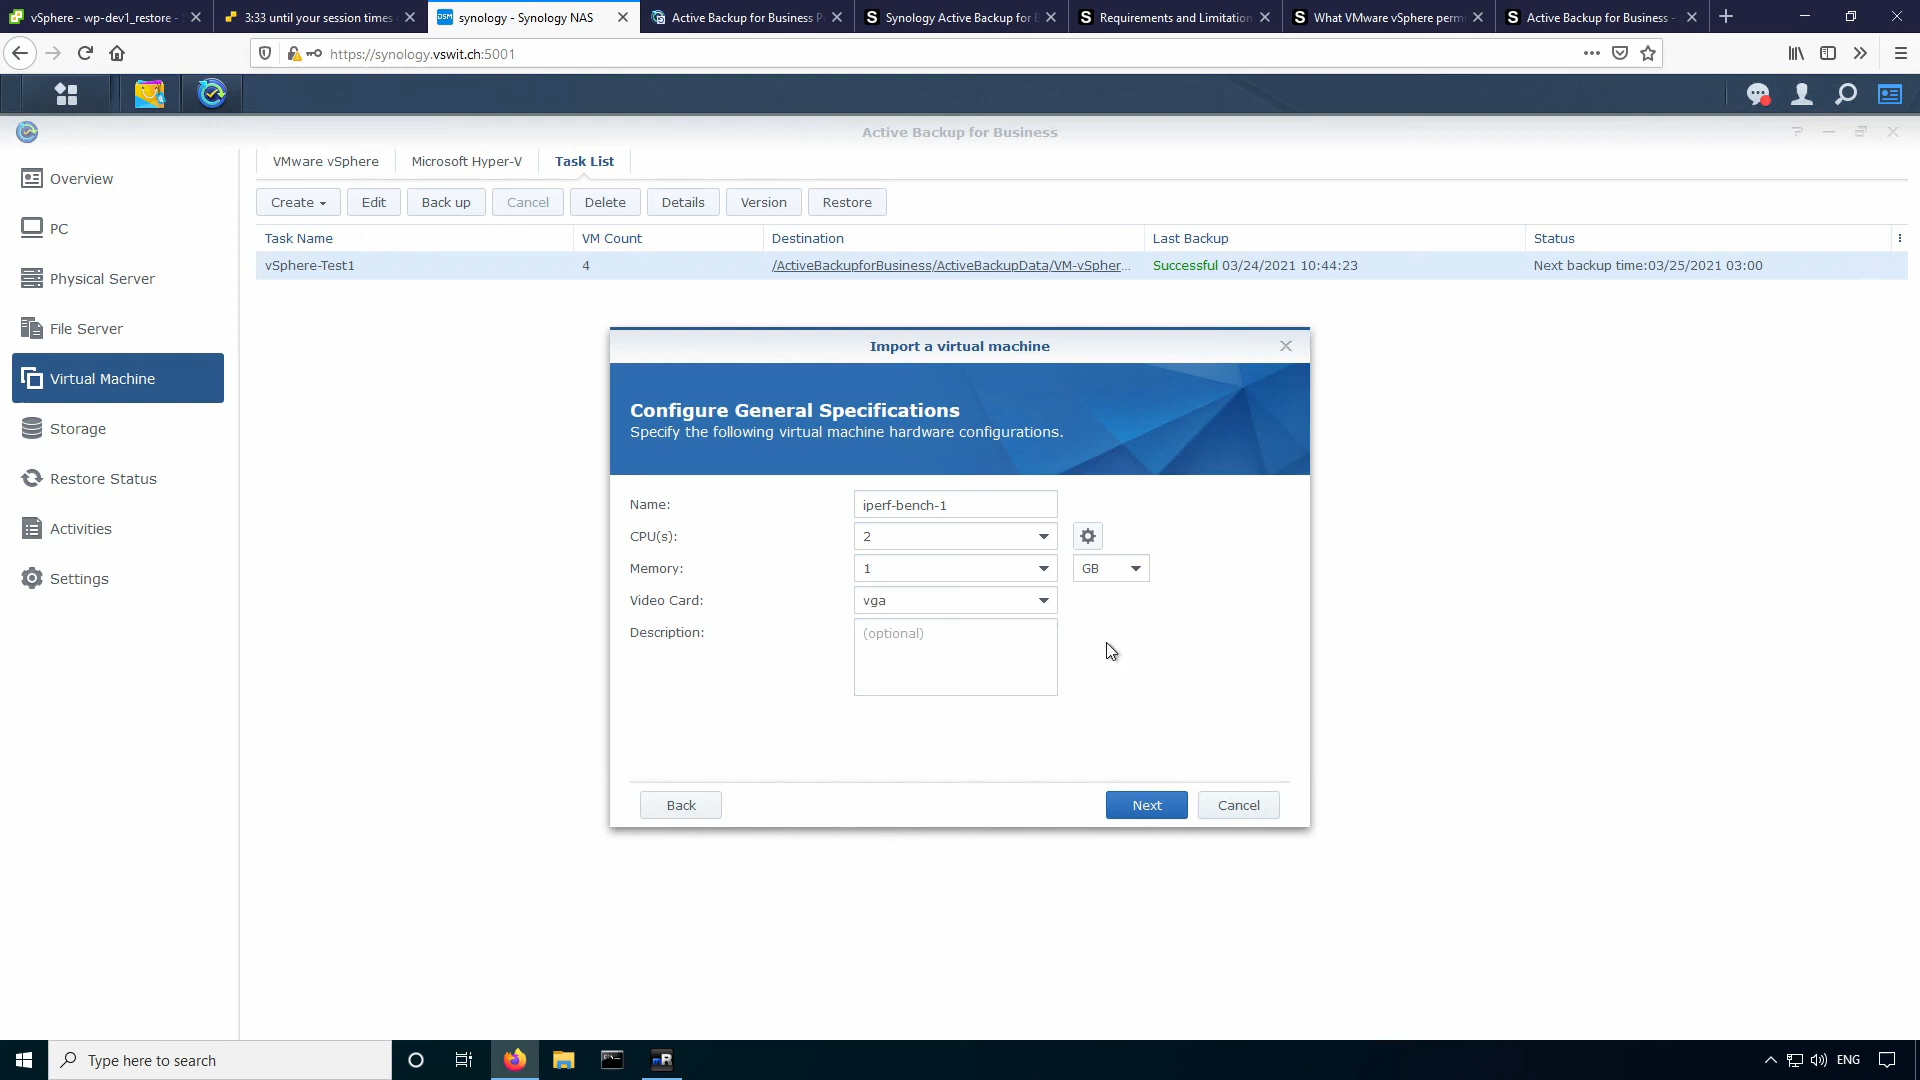 vSphere - wp-dev1_restore -
3:33 until your session times
synology - Synology NAS
Active Backup for Business P
Synology Active Backup for B
Requirements and Limitation
What VMware vSphere permi
Active Backup for Business -
https://synology.vswit.ch:5001
Active Backup for Business
Overview
PC
Physical Server
File Server
Virtual Machine
Storage
Restore Status
Activities
Settings
VMware vSphere
Microsoft Hyper-V
Task List
Create
Edit
Back up
Cancel
Delete
Details
Version
Restore
Task Name
VM Count
Destination
Last Backup
Status
vSphere-Test1
4
/ActiveBackupforBusiness/ActiveBackupData/VM-vSpher...
Successful 03/24/2021 10:44:23
Next backup time:03/25/2021 03:00
Import a virtual machine
Configure General Specifications
Specify the following virtual machine hardware configurations.
Name:
iperf-bench-1
CPU(s):
2
Memory:
1
GB
Video Card:
vga
Description:
(optional)
Back
Next
Cancel
Type here to search
ENG